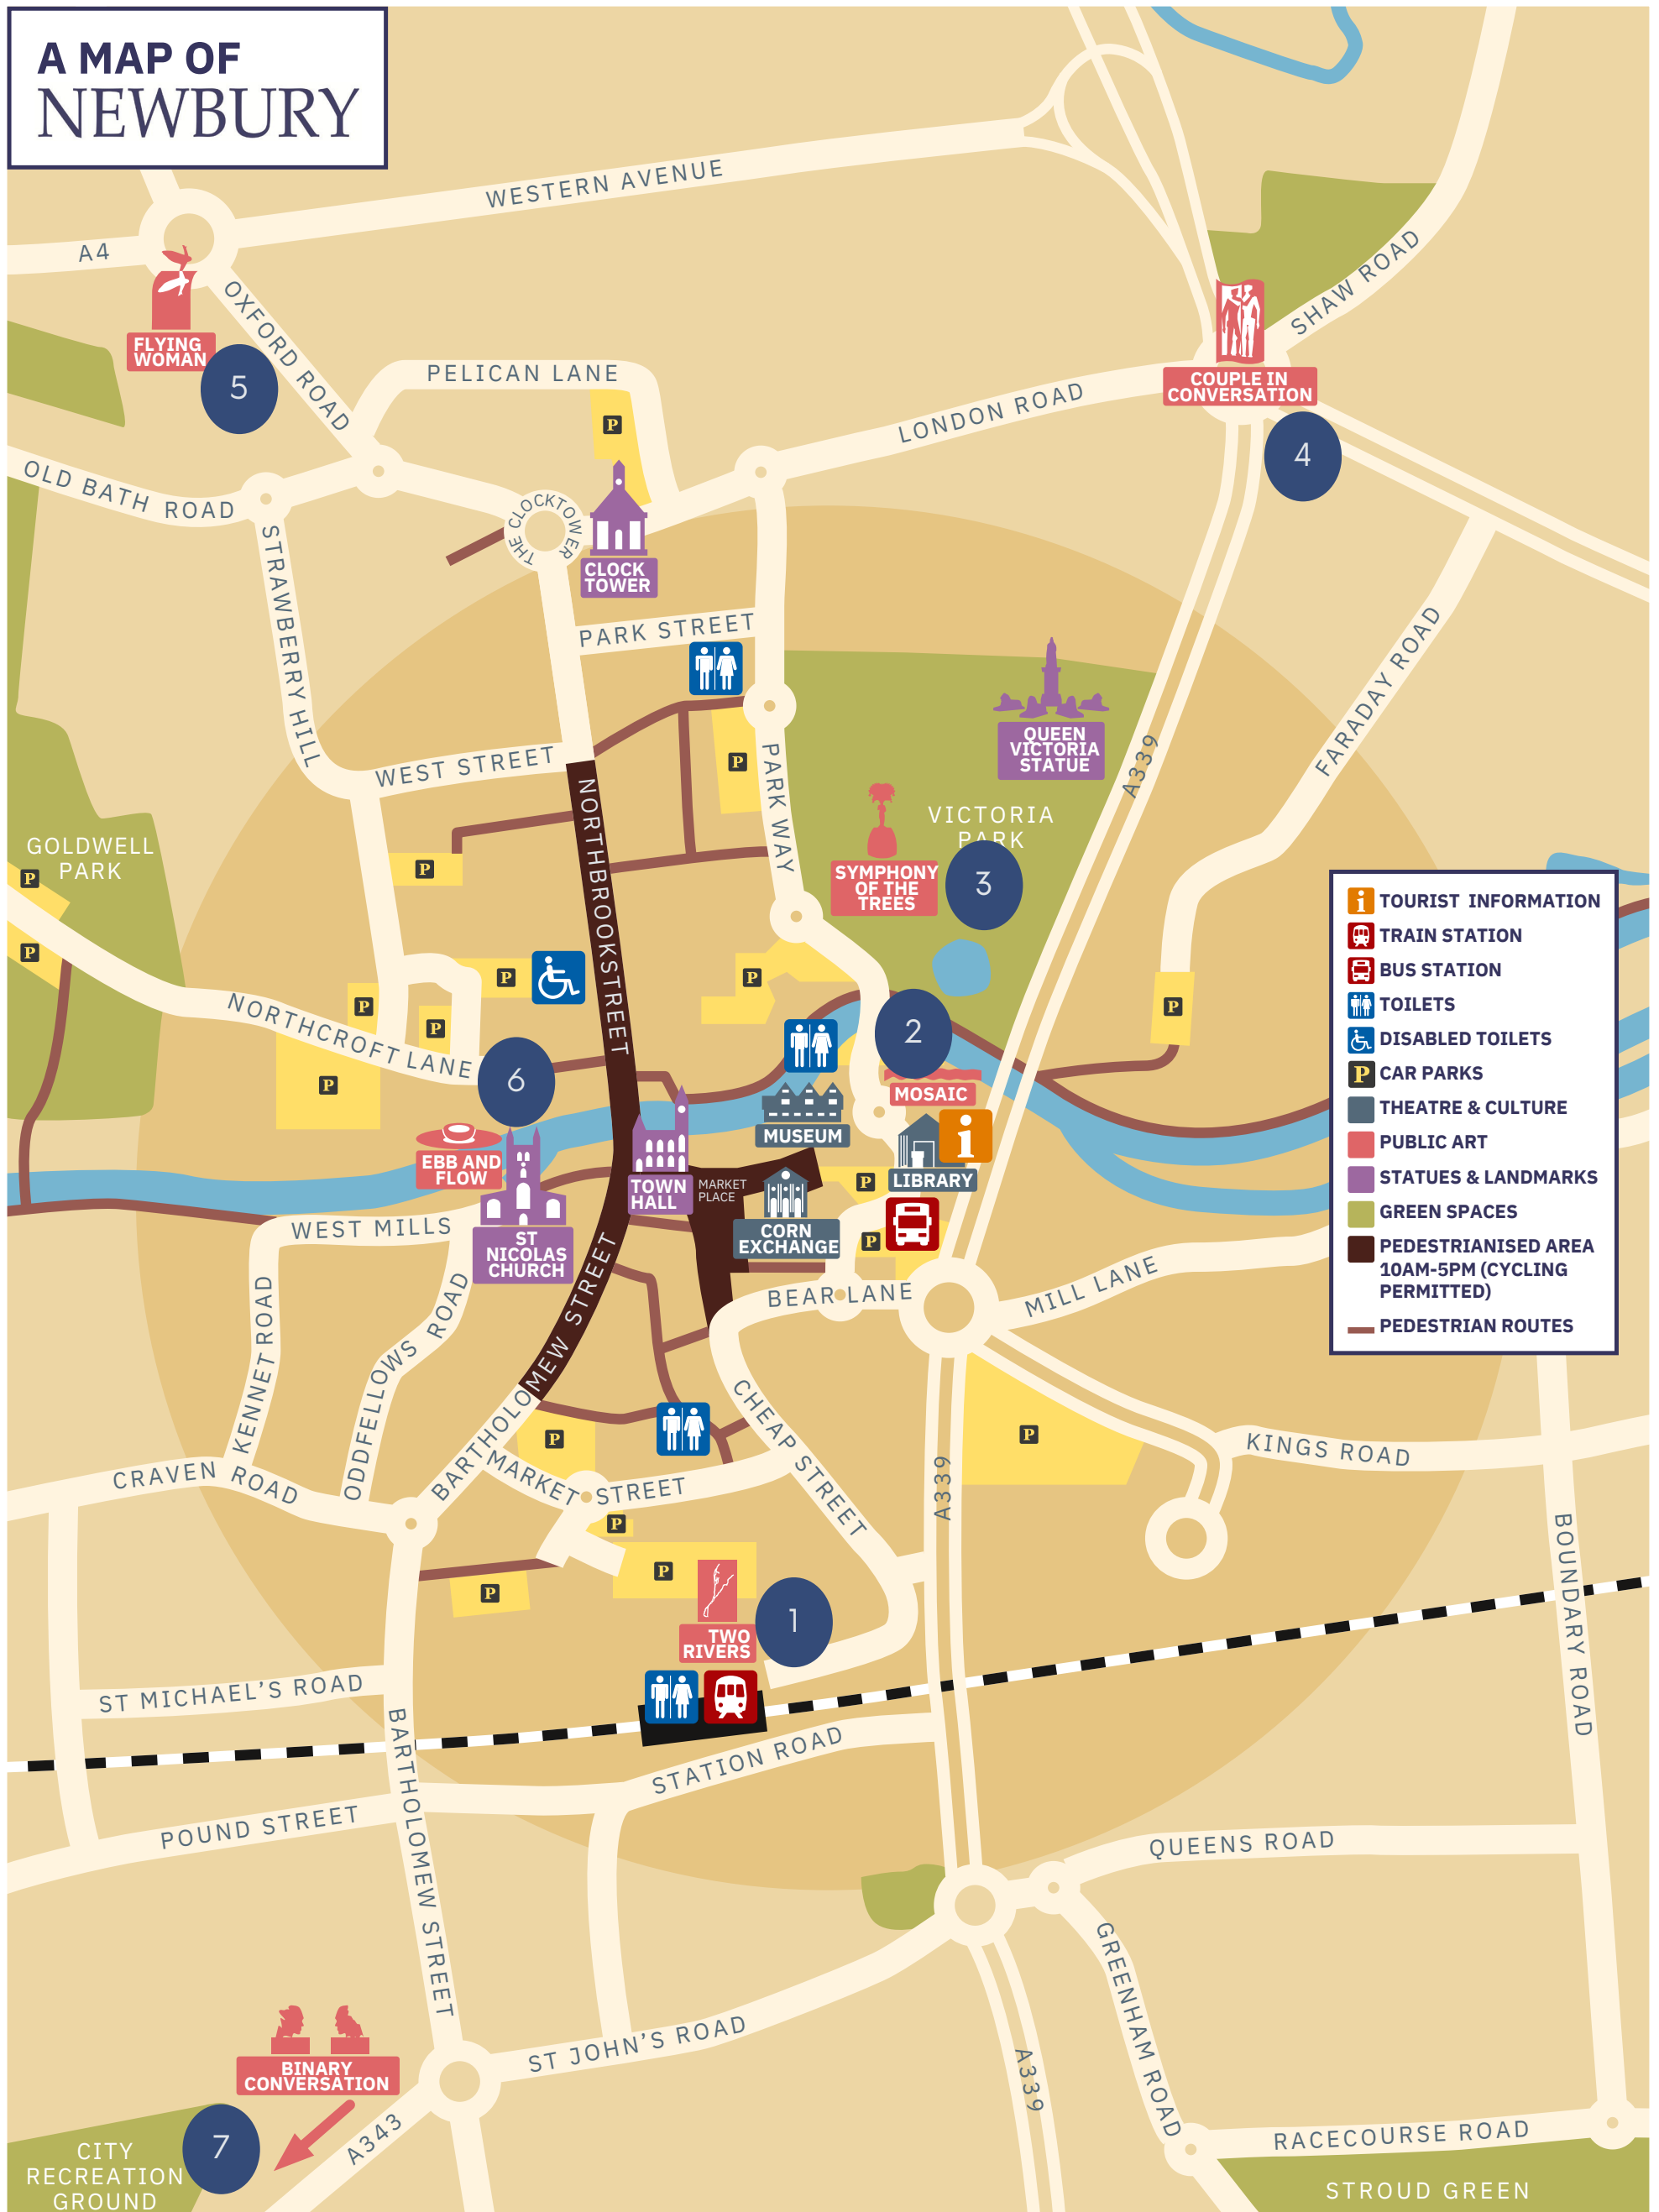 A MAP OF
NEWBURY
WESTERN AVENUE
A4
OXFORD ROAD
SHAW ROAD
FLYING
WOMAN
5
PELICAN LANE
P
COUPLE IN
CONVERSATION
LONDON ROAD
4
OLD BATH ROAD
THE CLOCKTOWER
CLOCK
TOWER
STRAWBERRY HILL
PARK STREET
FARADAY ROAD
QUEEN
VICTORIA
STATUE
A339
WEST STREET
P
PARK WAY
NORTHBROOKSTREET
VICTORIA
PARK
GOLDWELL
PARK
P
P
SYMPHONY
OF THE
TREES
3
P
P
P
P
P
P
P
P
NORTHCROFT LANE
6
2
MOSAIC
MUSEUM
i
LIBRARY
EBB AND
FLOW
TOWN
HALL
MARKET
PLACE
P
CORN
EXCHANGE
P
WEST MILLS
ST
NICOLAS
CHURCH
BEAR LANE
MILL LANE
i TOURIST INFORMATION
TRAIN STATION
BUS STATION
TOILETS
DISABLED TOILETS
P CAR PARKS
THEATRE & CULTURE
PUBLIC ART
STATUES & LANDMARKS
GREEN SPACES
PEDESTRIANISED AREA
10AM-5PM (CYCLING
PERMITTED)
PEDESTRIAN ROUTES
KENNET ROAD
ODDFELLOWS ROAD
BARTHOLOMEW STREET
CHEAP STREET
P
P
KINGS ROAD
CRAVEN ROAD
MARKET STREET
A339
P
P
P
BOUNDARY ROAD
1
TWO
RIVERS
ST MICHAEL'S ROAD
STATION ROAD
BARTHOLOMEW STREET
POUND STREET
QUEENS ROAD
GREENHAM ROAD
ST JOHN'S ROAD
A339
BINARY
CONVERSATION
A343
7
CITY
RECREATION
GROUND
RACECOURSE ROAD
STROUD GREEN